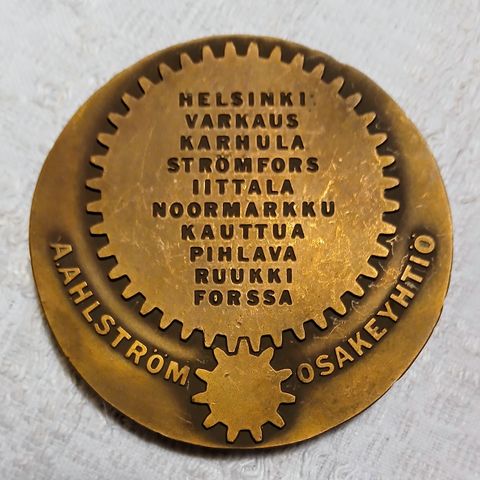 HELSINKI
VARKAUS
KARHULA
STRÖMFORS
IITTALA
NOORMARKKU
KAUTTUA
PIHLAVA
RUUKKI
FORSSA
A AHLSTRÖM OSAKEYHTIÖ